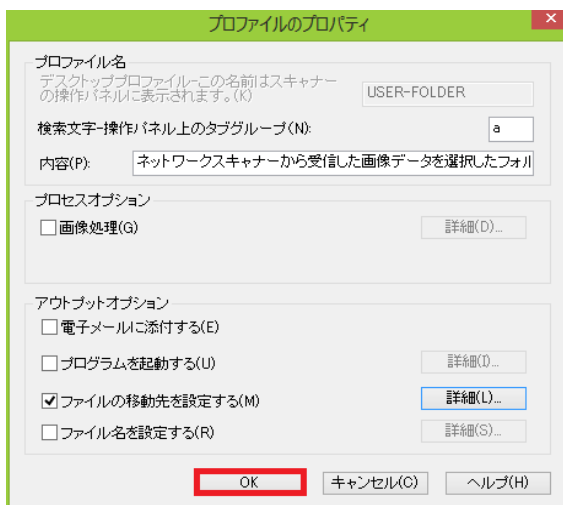 プロファイルのプロパティ
プロファイル名
デスクトッププロファイル-この名前はスキャナー
の操作パネルに表示されます。(K)
USER-FOLDER
検索文字-操作パネル上のタブグループ(N):
a
内容(P):
ネットワークスキャナーから受信した画像データを選択したフォル
プロセスオプション
画像処理(G)
詳細(D)...
アウトプットオプション
電子メールに添付する(E)
プログラムを起動する(U)
詳細(I)...
ファイルの移動先を設定する(M)
詳細(L)...
ファイル名を設定する(R)
詳細(S)...
OK
キャンセル(C)
ヘルプ(H)